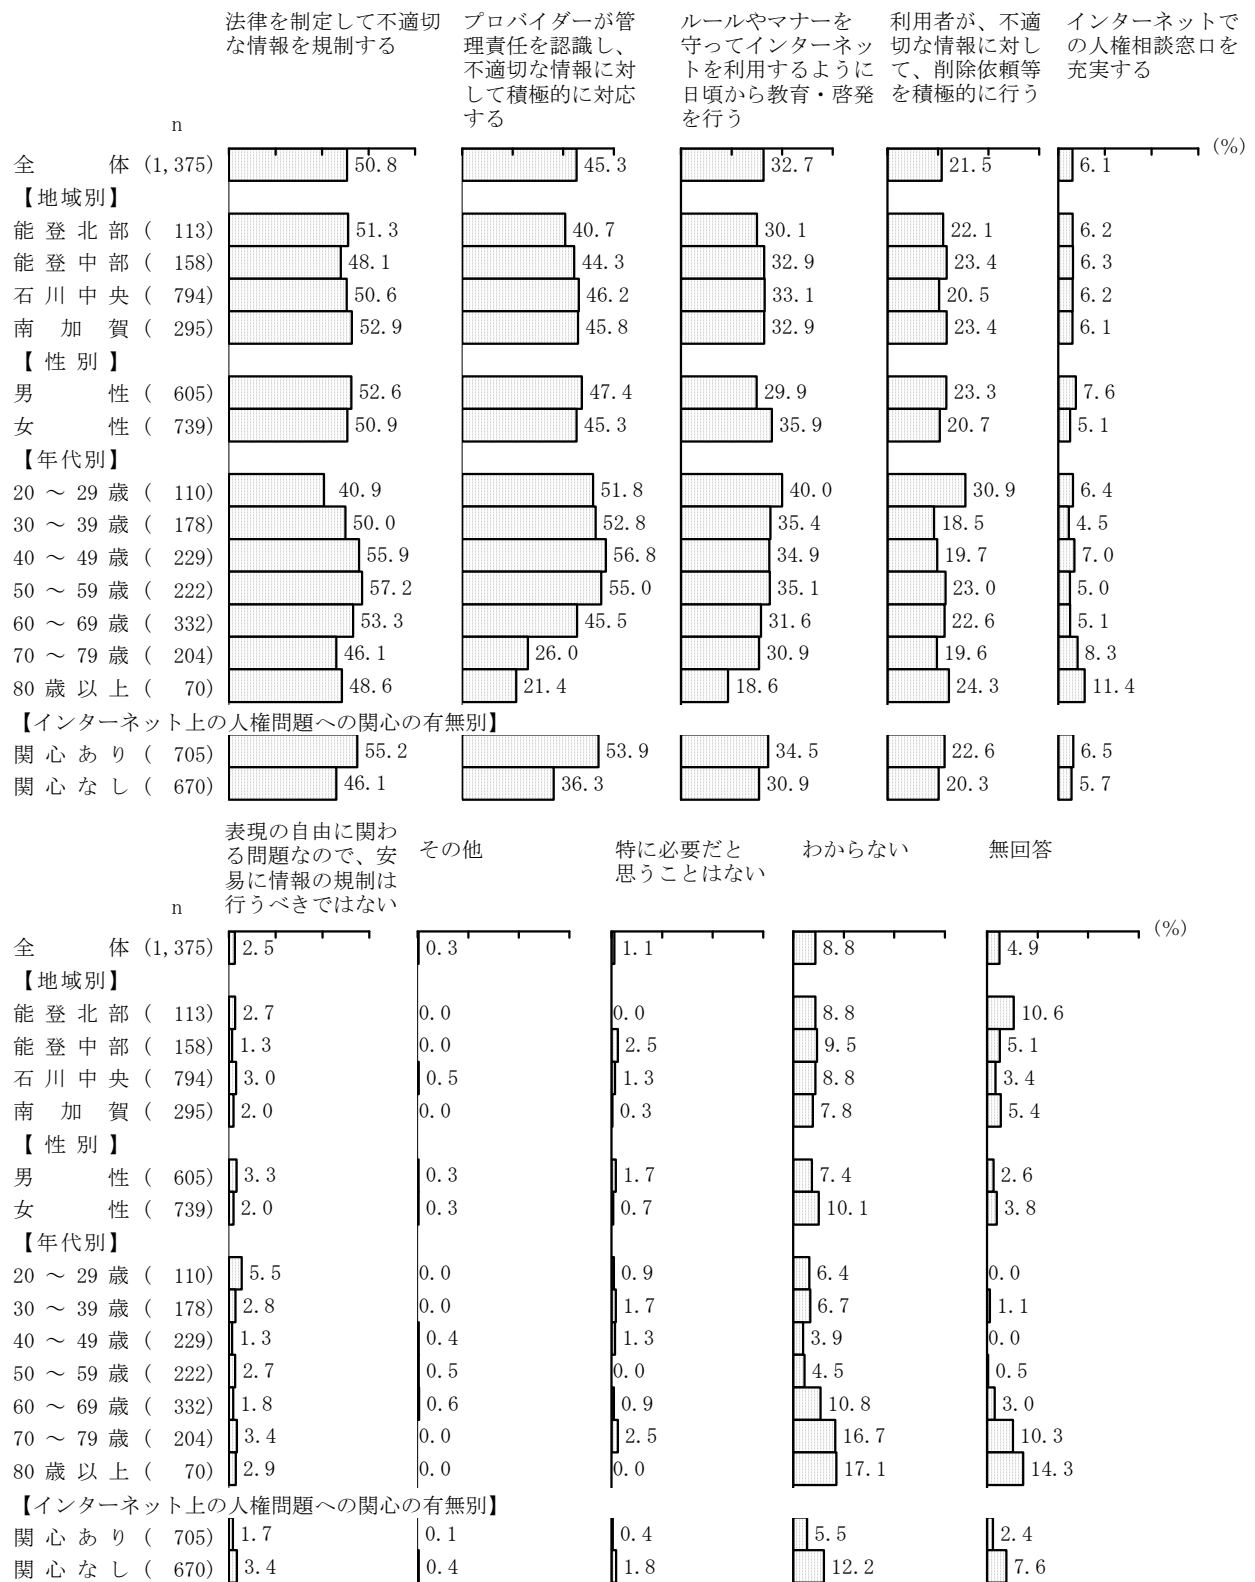 法律を制定して不適切
な情報を規制する
プロバイダーが管
理責任を認識し、
不適切な情報に対
して積極的に対応
する
ルールやマナーを
守ってインターネッ
トを利用するように
日頃から教育・啓発
を行う
利用者が、不適
切な情報に対し
て、削除依頼等
を積極的に行う
インターネットで
の人権相談窓口を
充実する
n
(%)
全 体 (1,375) 50.8 45.3 32.7 21.5 6.1
【地域別】
能 登 北 部 ( 113) 51.3 40.7 30.1 22.1 6.2
能 登 中 部 ( 158) 48.1 44.3 32.9 23.4 6.3
石 川 中 央 ( 794) 50.6 46.2 33.1 20.5 6.2
南 加 賀 ( 295) 52.9 45.8 32.9 23.4 6.1
【 性 別 】
男 性 ( 605) 52.6 47.4 29.9 23.3 7.6
女 性 ( 739) 50.9 45.3 35.9 20.7 5.1
【年代別】
20 ～ 29 歳 ( 110) 40.9 51.8 40.0 30.9 6.4
30 ～ 39 歳 ( 178) 50.0 52.8 35.4 18.5 4.5
40 ～ 49 歳 ( 229) 55.9 56.8 34.9 19.7 7.0
50 ～ 59 歳 ( 222) 57.2 55.0 35.1 23.0 5.0
60 ～ 69 歳 ( 332) 53.3 45.5 31.6 22.6 5.1
70 ～ 79 歳 ( 204) 46.1 26.0 30.9 19.6 8.3
80 歳 以 上 ( 70) 48.6 21.4 18.6 24.3 11.4
【インターネット上の人権問題への関心の有無別】
関 心 あ り ( 705) 55.2 53.9 34.5 22.6 6.5
関 心 な し ( 670) 46.1 36.3 30.9 20.3 5.7
表現の自由に関わ
る問題なので、安
易に情報の規制は
行うべきではない
その他
特に必要だと
思うことはない
わからない
無回答
n
(%)
全 体 (1,375) 2.5 0.3 1.1 8.8 4.9
【地域別】
能 登 北 部 ( 113) 2.7 0.0 0.0 8.8 10.6
能 登 中 部 ( 158) 1.3 0.0 2.5 9.5 5.1
石 川 中 央 ( 794) 3.0 0.5 1.3 8.8 3.4
南 加 賀 ( 295) 2.0 0.0 0.3 7.8 5.4
【 性 別 】
男 性 ( 605) 3.3 0.3 1.7 7.4 2.6
女 性 ( 739) 2.0 0.3 0.7 10.1 3.8
【年代別】
20 ～ 29 歳 ( 110) 5.5 0.0 0.9 6.4 0.0
30 ～ 39 歳 ( 178) 2.8 0.0 1.7 6.7 1.1
40 ～ 49 歳 ( 229) 1.3 0.4 1.3 3.9 0.0
50 ～ 59 歳 ( 222) 2.7 0.5 0.0 4.5 0.5
60 ～ 69 歳 ( 332) 1.8 0.6 0.9 10.8 3.0
70 ～ 79 歳 ( 204) 3.4 0.0 2.5 16.7 10.3
80 歳 以 上 ( 70) 2.9 0.0 0.0 17.1 14.3
【インターネット上の人権問題への関心の有無別】
関 心 あ り ( 705) 1.7 0.1 0.4 5.5 2.4
関 心 な し ( 670) 3.4 0.4 1.8 12.2 7.6